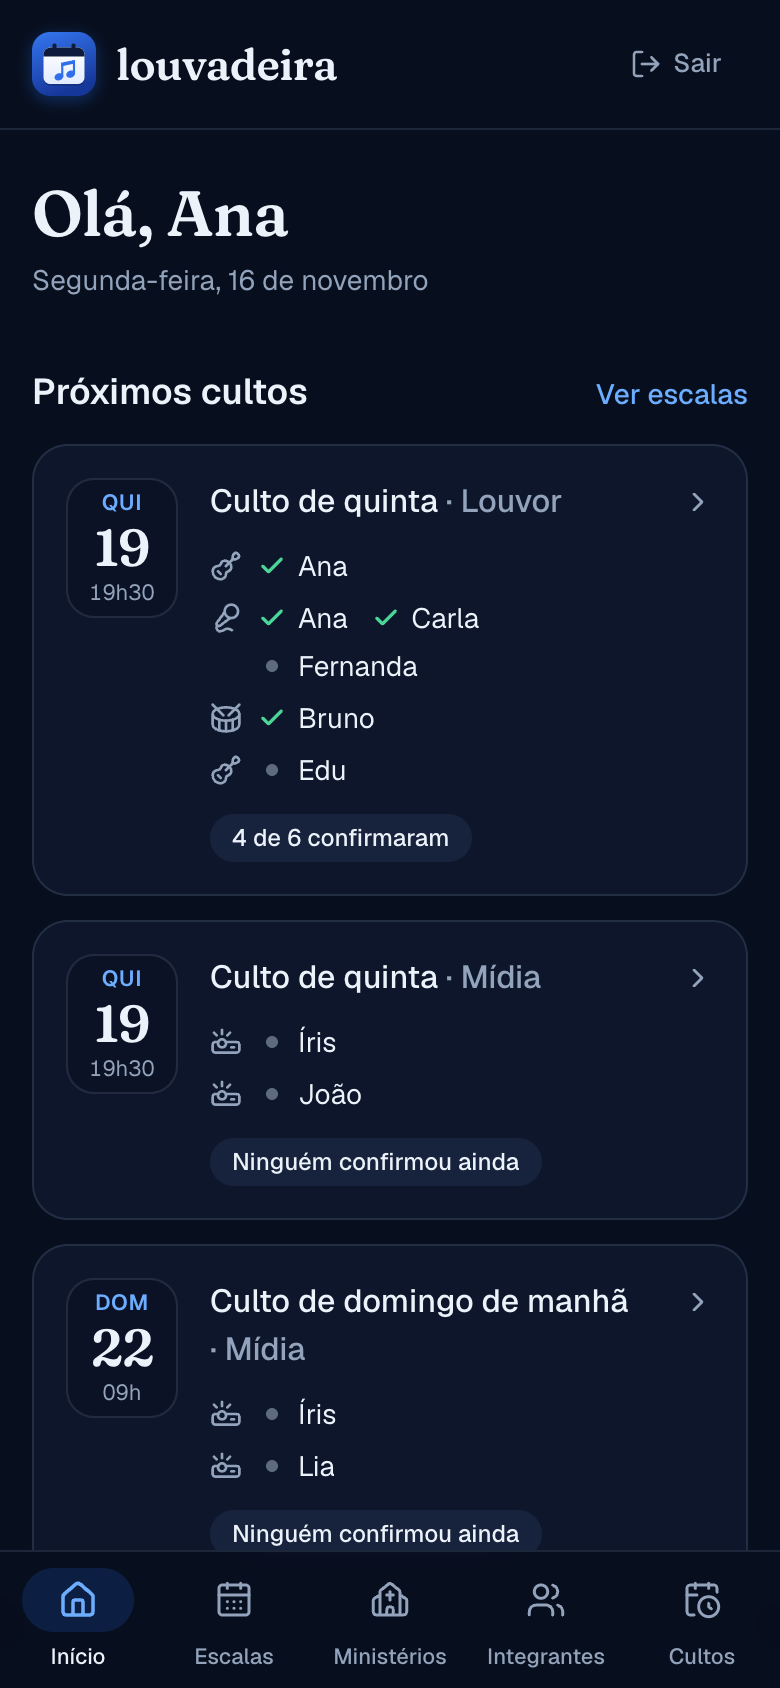 louvadeira
Sair
Olá, Ana
Segunda-feira, 16 de novembro
Próximos cultos
Ver escalas
QUI
19
19h30
Culto de quinta · Louvor
Ana
Ana Carla
Fernanda
Bruno
Edu
4 de 6 confirmaram
QUI
19
19h30
Culto de quinta · Mídia
Íris
João
Ninguém confirmou ainda
DOM
22
09h
Culto de domingo de manhã
· Mídia
Íris
Lia
Ninguém confirmou ainda
Início
Escalas
Ministérios
Integrantes
Cultos